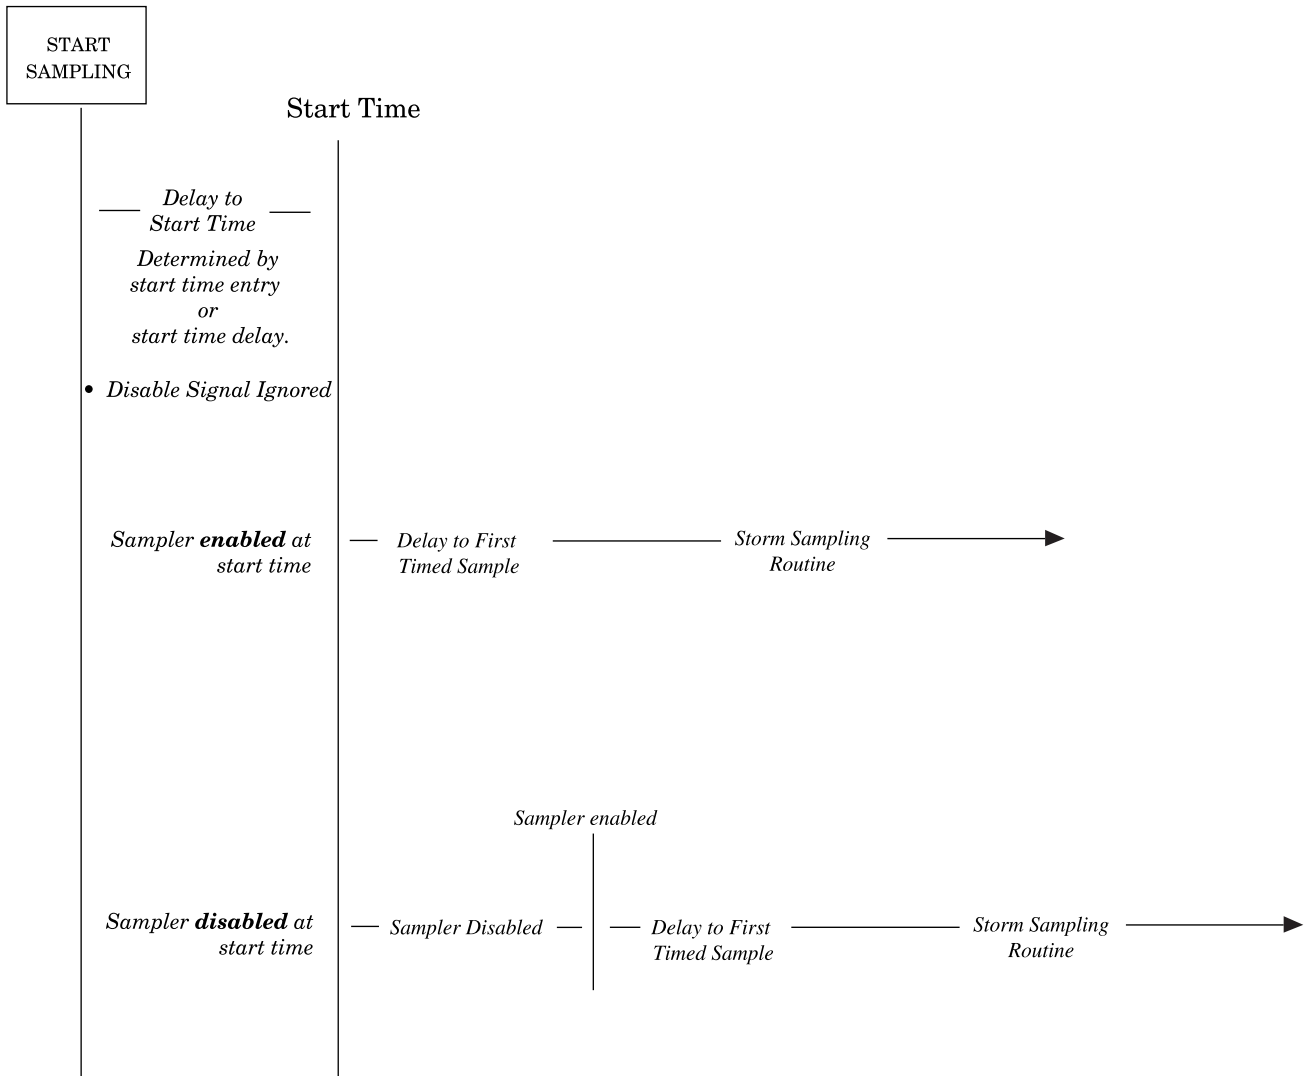 START
SAMPLING
Start Time
Delay to
Start Time
Determined by
start time entry
or
start time delay.
• Disable Signal Ignored
Sampler enabled at
start time
Delay to First
Timed Sample
Storm Sampling
Routine
Sampler enabled
Sampler disabled at
start time
Sampler Disabled
Delay to First
Timed Sample
Storm Sampling
Routine